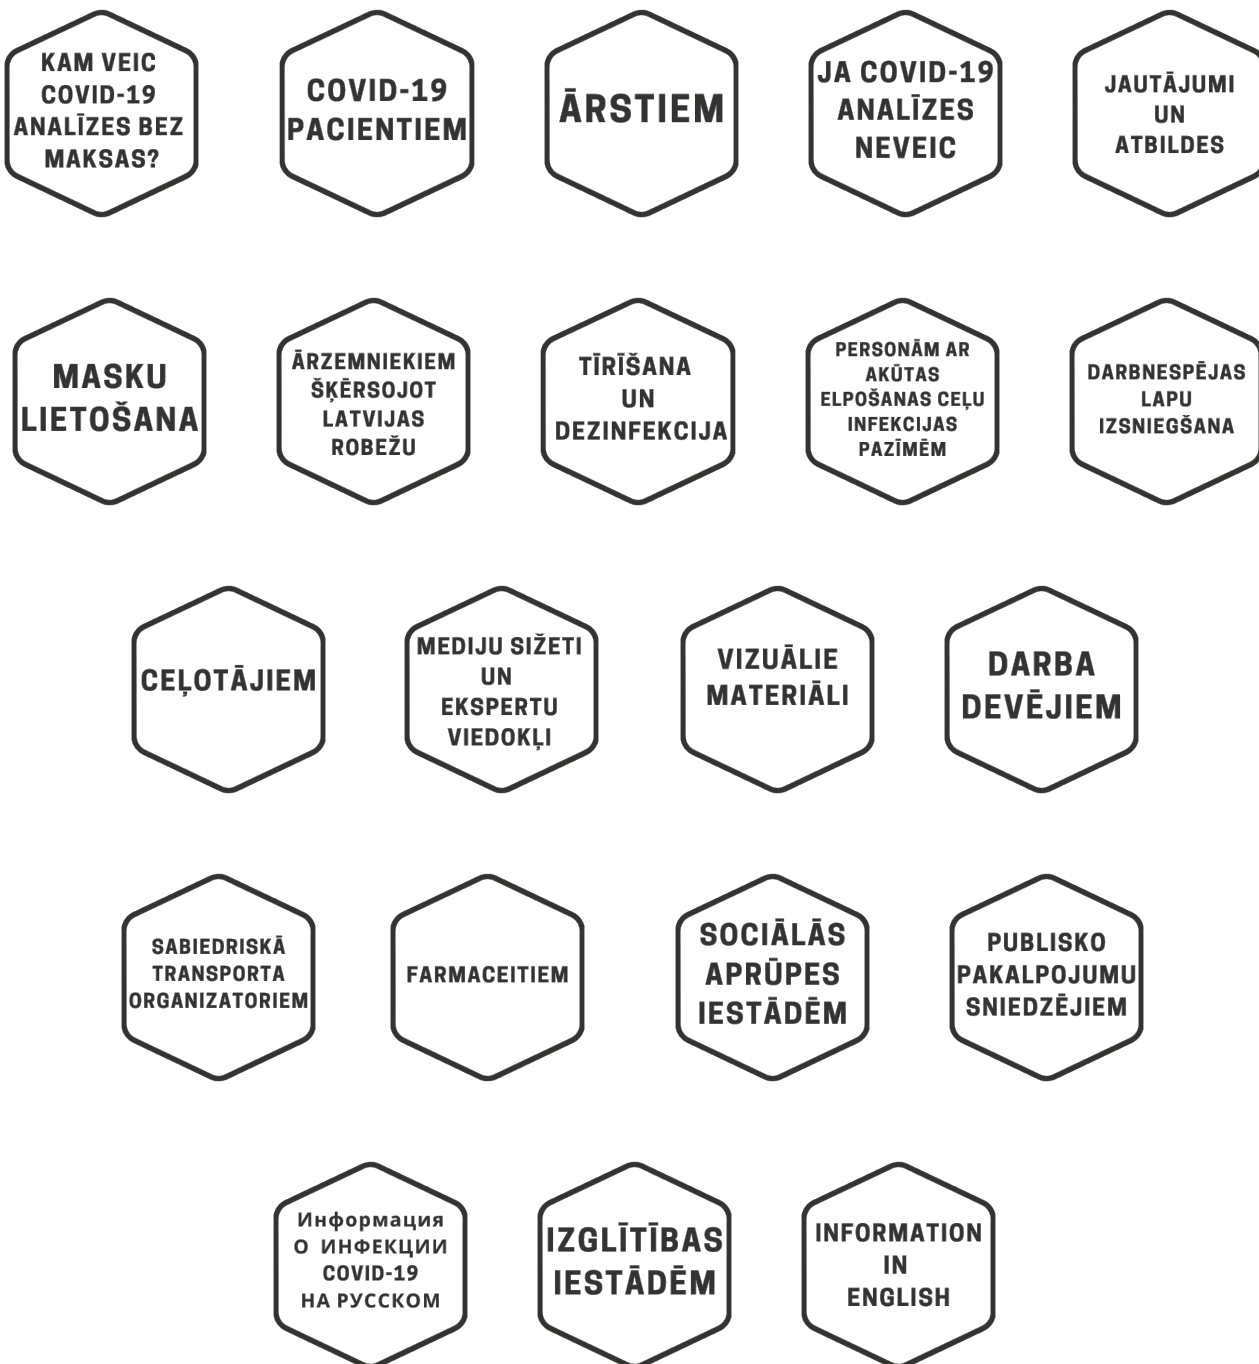 KAM VEIC
COVID-19
ANALĪZES BEZ
MAKSAS?
COVID-19
PACIENTIEM
ĀRSTIEM
JA COVID-19
ANALĪZES
NEVEIC
JAUTĀJUMI
UN
ATBILDES
MASKU
LIETOŠANA
ĀRZEMNIEKIEM
ŠĶĒRSOJOT
LATVIJAS
ROBEŽU
TĪRĪŠANA
UN
DEZINFEKCIJA
PERSONĀM AR
AKŪTAS
ELPOŠANAS CEĻU
INFEKCIJAS
PAZĪMĒM
DARBNESPĒJAS
LAPU
IZSNIEGŠANA
CEĻOTĀJIEM
MEDIJU SIŽETI
UN
EKSPERTU
VIEDOKĻI
VIZUĀLIE
MATERIĀLI
DARBA
DEVĒJIEM
SABIEDRISKĀ
TRANSPORTA
ORGANIZATORIEM
FARMACEITIEM
SOCIĀLĀS
APRŪPES
IESTĀDĒM
PUBLISKO
PAKALPOJUMU
SNIEDZĒJIEM
Информация
О ИНФЕКЦИИ
COVID-19
НА РУССКОМ
IZGLĪTĪBAS
IESTĀDĒM
INFORMATION
IN
ENGLISH